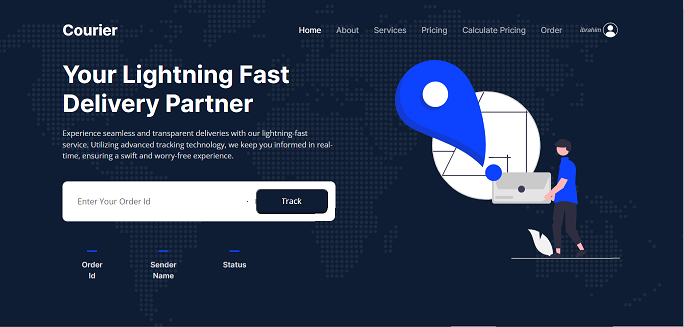 Courier
Home About Services Pricing Calculate Pricing Order ibrahim
Your Lightning Fast
Delivery Partner
Experience seamless and transparent deliveries with our lightning-fast
service. Utilizing advanced tracking technology, we keep you informed in real-
time, ensuring a swift and worry-free experience.
Enter Your Order Id
Track
Order
Id
Sender
Name
Status